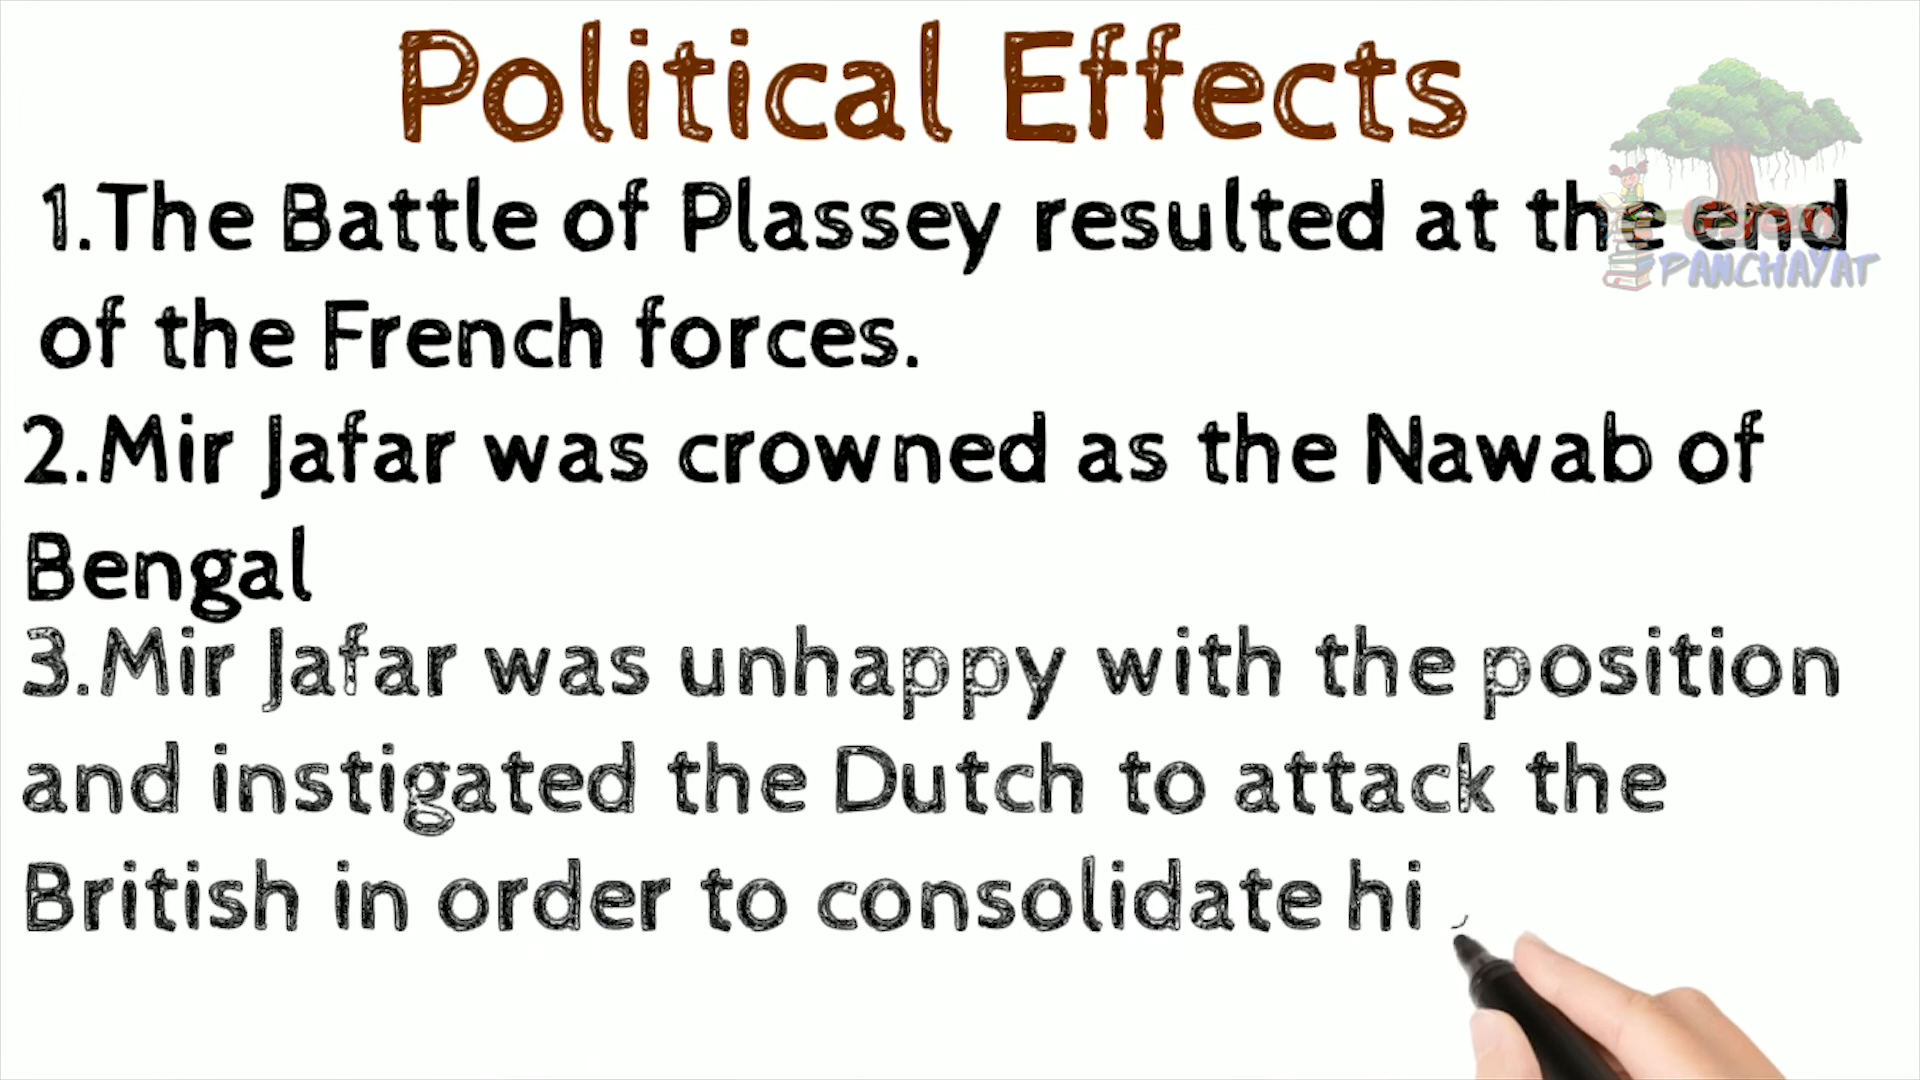 Political Effects
1.The Battle of Plassey resulted at the end
of the French forces.
2.Mir Jafar was crowned as the Nawab of
Bengal
3.Mir Jafar was unhappy with the position
and instigated the Dutch to attack the
British in order to consolidate hi
PANCHAYAT